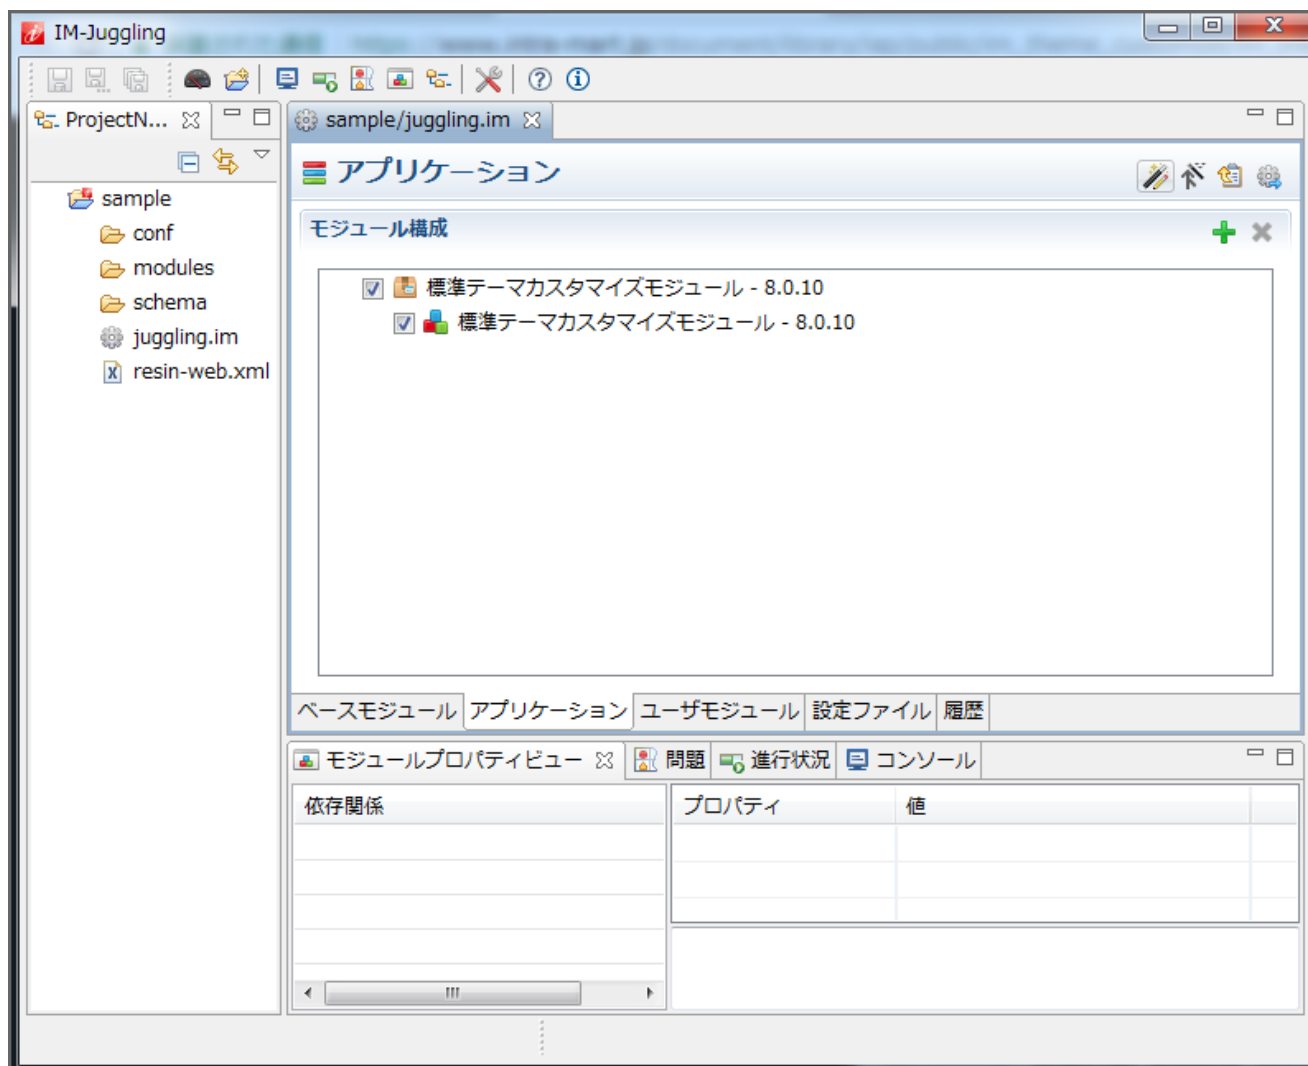 IM-Juggling
ProjectN...
sample/juggling.im
sample
conf
modules
schema
juggling.im
resin-web.xml
アプリケーション
モジュール構成
標準テーマカスタマイズモジュール - 8.0.10
標準テーマカスタマイズモジュール - 8.0.10
ベースモジュール アプリケーション ユーザモジュール 設定ファイル 履歴
モジュールプロパティビュー 問題 進行状況 コンソール
依存関係 プロパティ 値